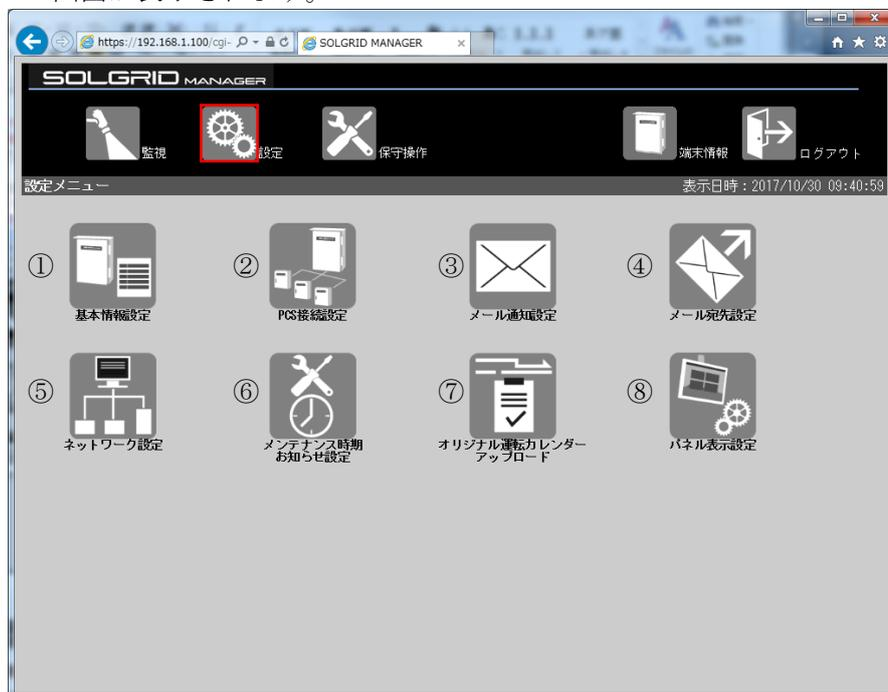 https://192.168.1.100/cgi-
SOLGRID MANAGER
SOLGRID MANAGER
監視
設定
保守操作
端末情報
ログアウト
設定メニュー
表示日時：2017/10/30 09:40:59
①
基本情報設定
②
PCS接続設定
③
メール通知設定
④
メール宛先設定
⑤
ネットワーク設定
⑥
メンテナンス時期
お知らせ設定
⑦
オリジナル運転カレンダー
アップロード
⑧
パネル表示設定